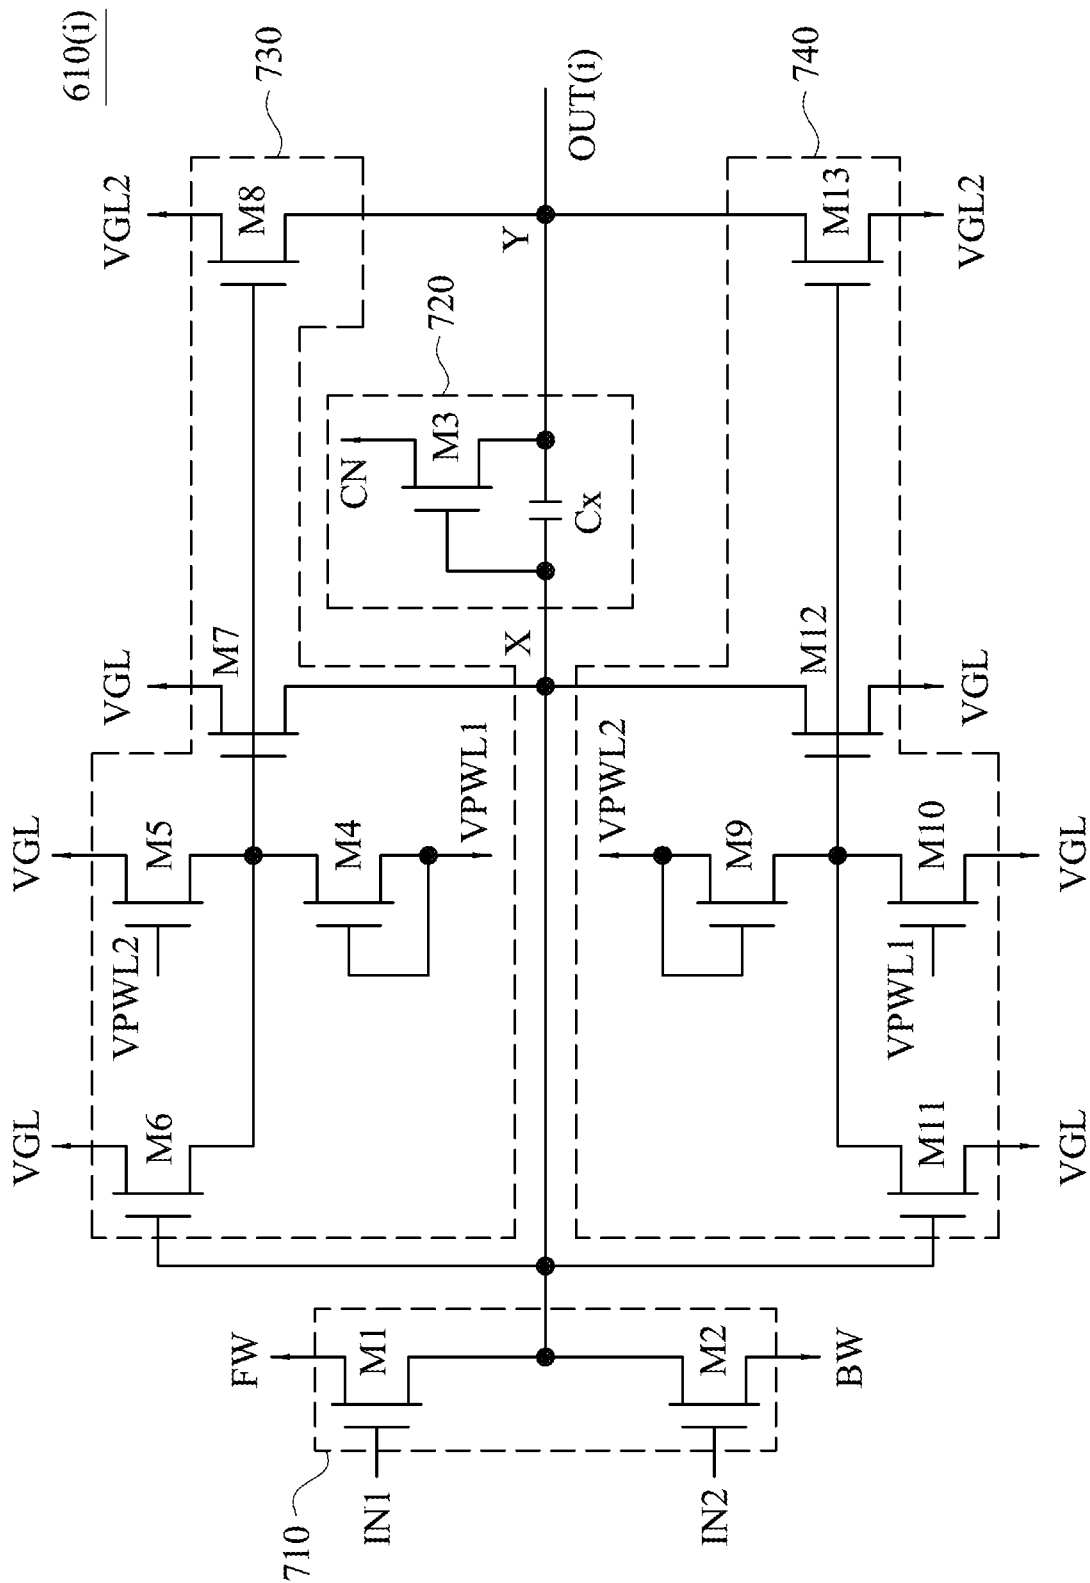 610(i)
730
VGL2
M8
VGL
M7
VGL
M5
VPWL2
M4
VPWL1
VGL
M6
720
CN
M3
Cx
X
Y
OUT(i)
FW
M1
IN1
710
M2
IN2
BW
VPWL2
M9
M10
VPWL1
VGL
M11
VGL
M12
VGL
740
M13
VGL2